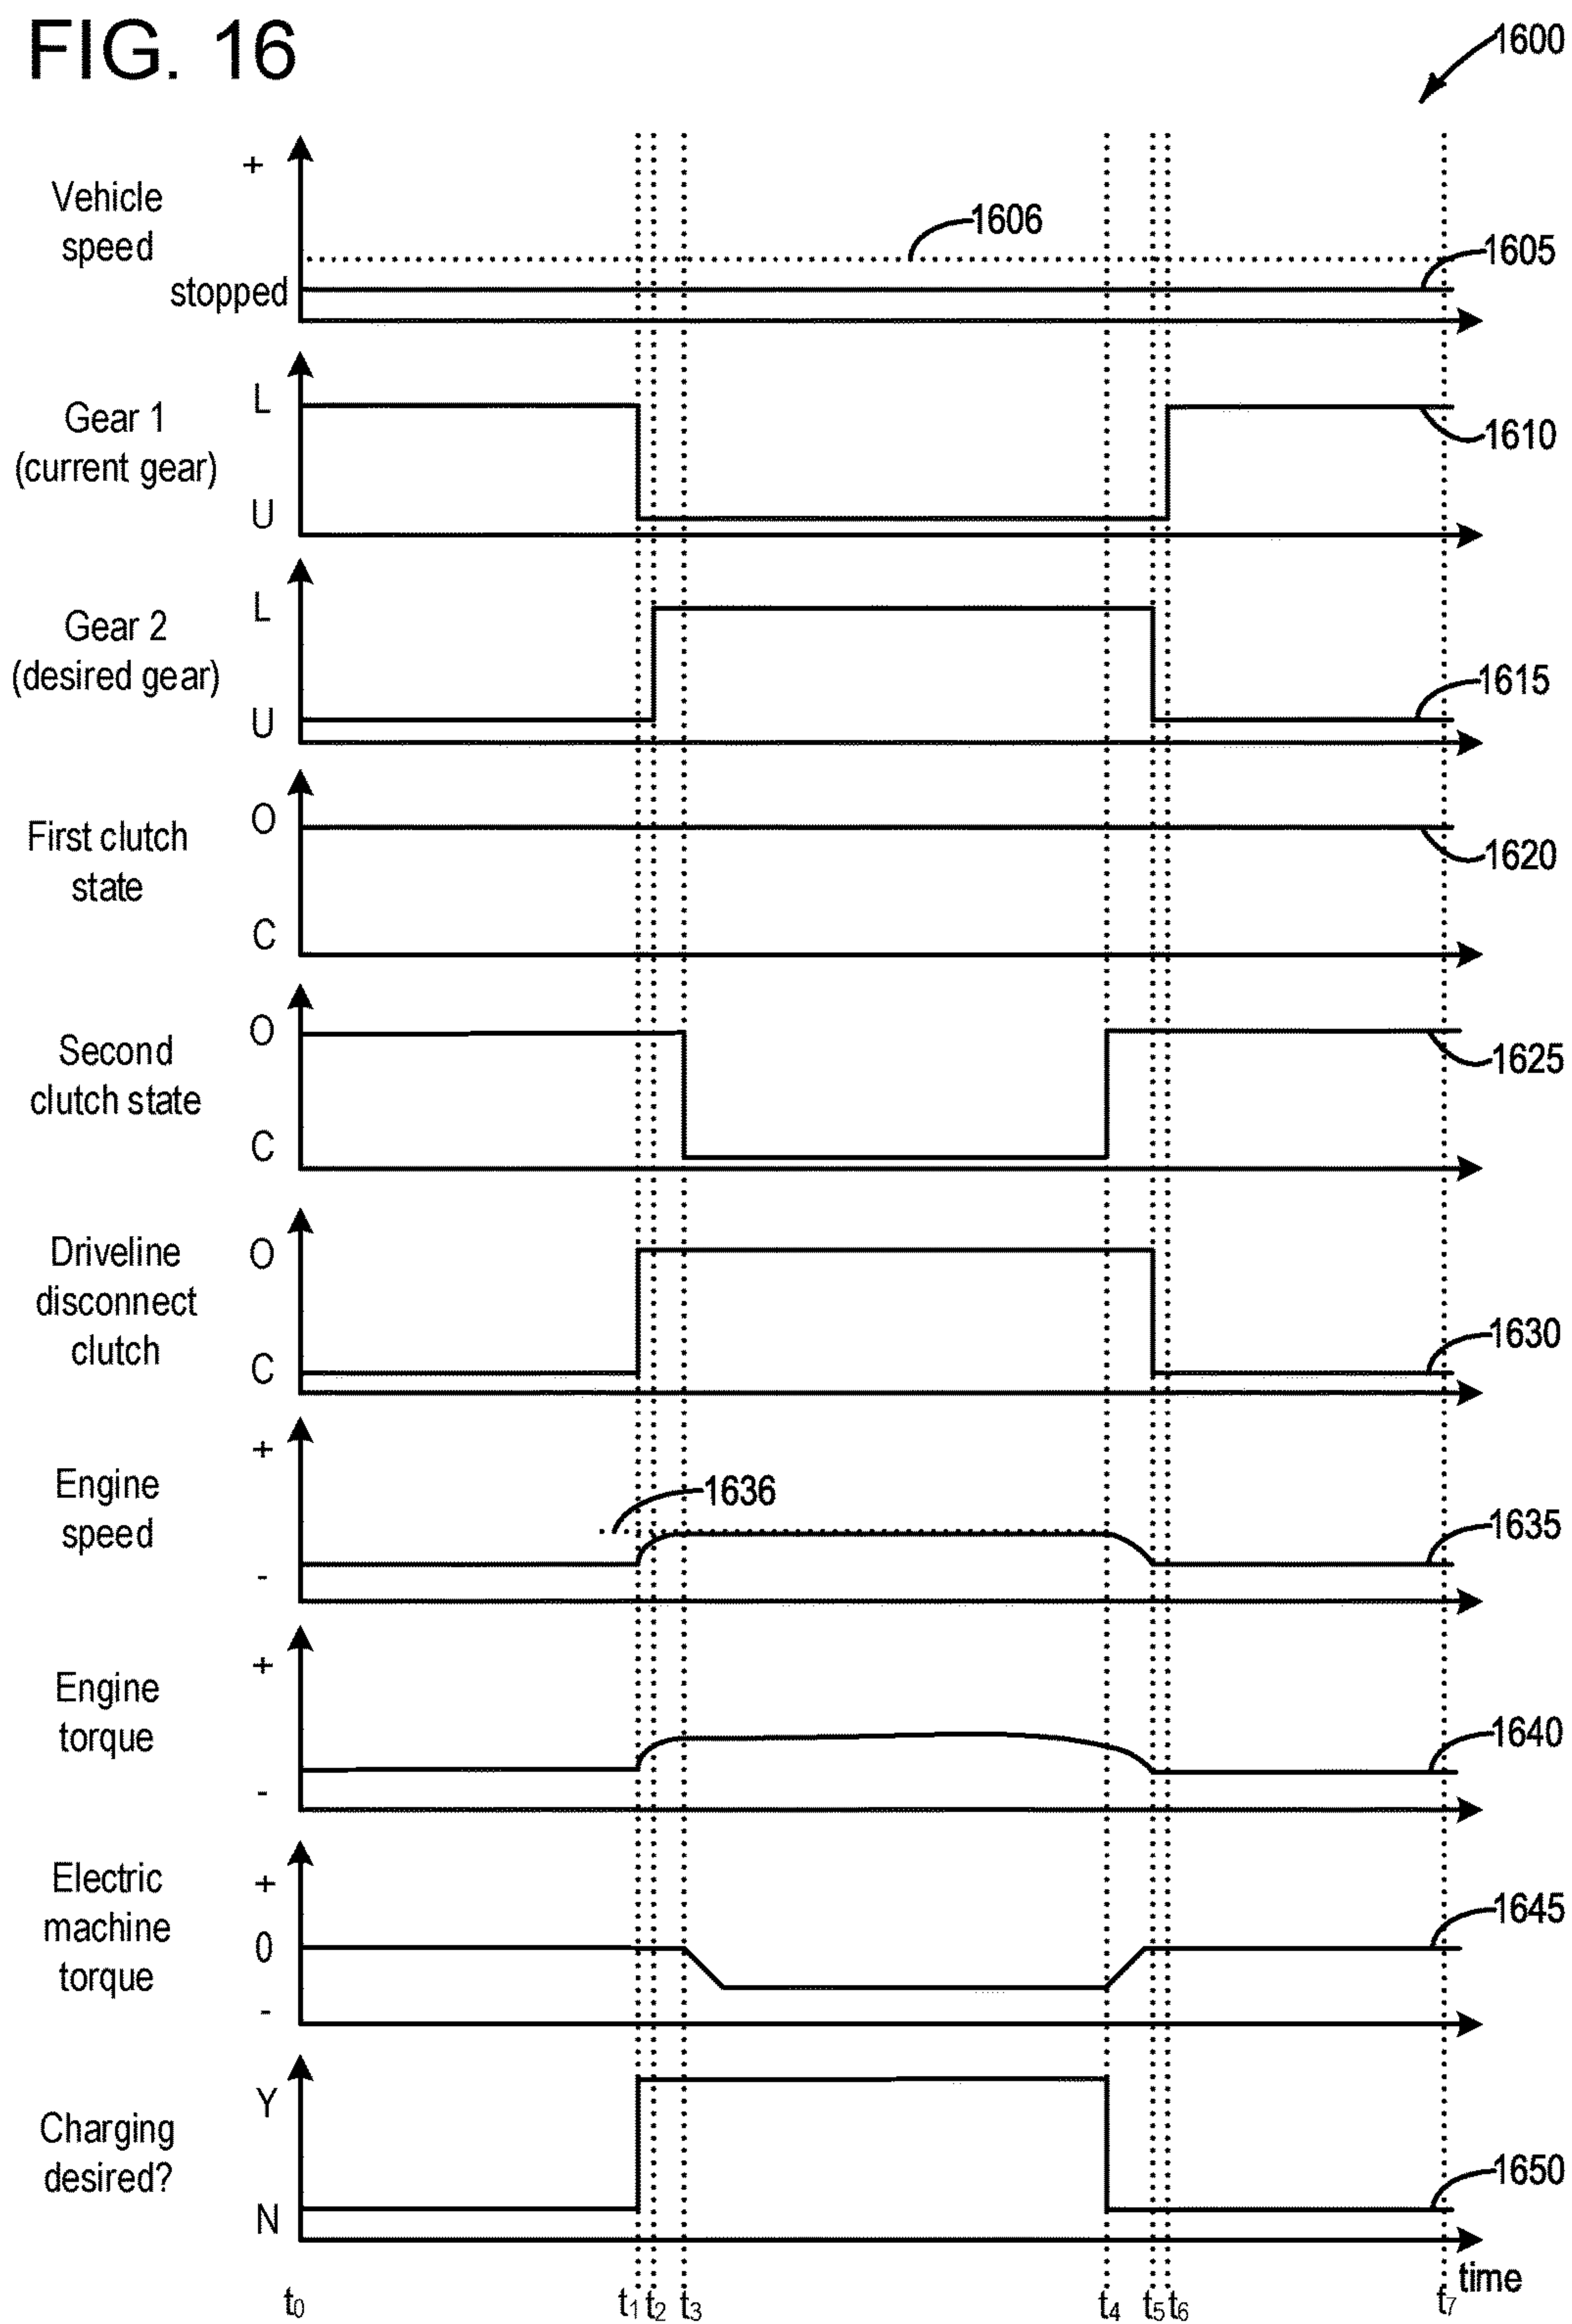 FIG. 16
1600
+
Vehicle
speed
1606
1605
stopped
L
Gear 1
(current gear)
1610
U
L
Gear 2
(desired gear)
1615
U
O
First clutch
state
1620
C
O
Second
clutch state
1625
C
Driveline
disconnect
clutch
O
1630
C
+
Engine
speed
1636
1635
-
+
Engine
torque
1640
-
Electric
machine
torque
+
0
1645
-
Y
Charging
desired?
1650
N
time
t0 t1 t2 t3 t4 t5 t6 t7